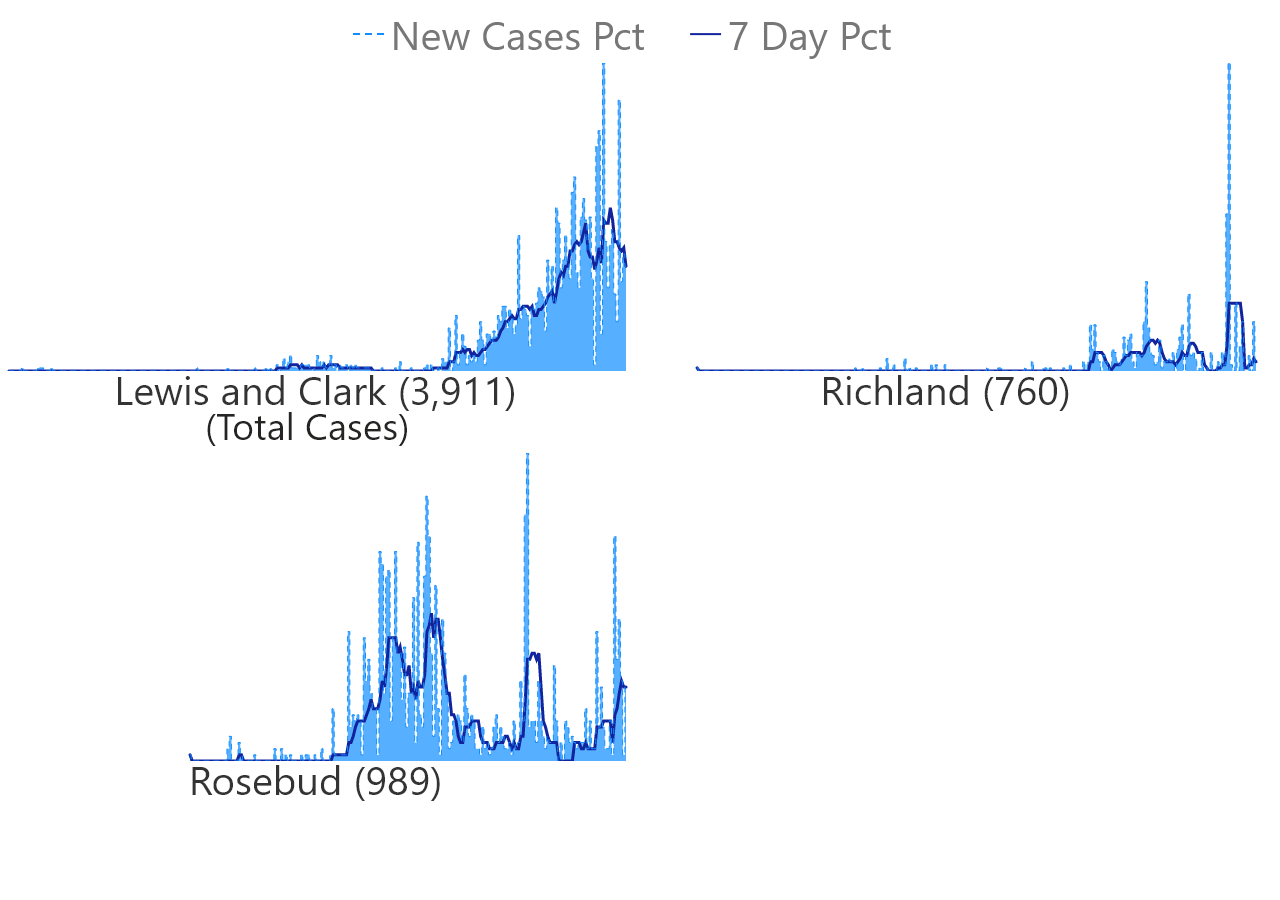 New Cases Pct 7 Day Pct
Lewis and Clark (3,911)
(Total Cases)
Richland (760)
Rosebud (989)